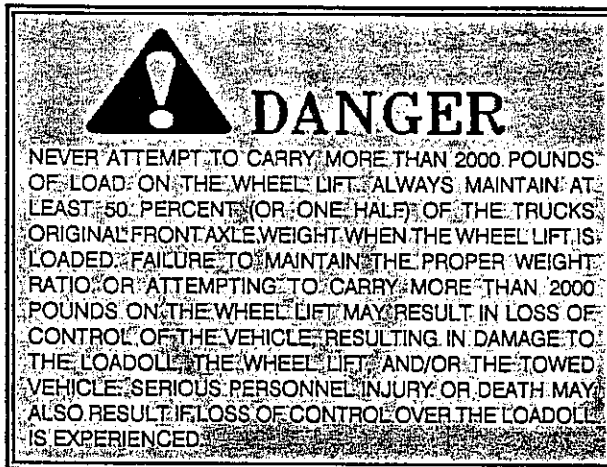 DANGER
NEVER ATTEMPT TO CARRY MORE THAN 2000 POUNDS
OF LOAD ON THE WHEEL LIFT. ALWAYS MAINTAIN AT
LEAST 50 PERCENT (OR ONE HALF) OF THE TRUCKS
ORIGINAL FRONT AXLE WEIGHT WHEN THE WHEEL LIFT IS
LOADED. FAILURE TO MAINTAIN THE PROPER WEIGHT
RATIO OR ATTEMPTING TO CARRY MORE THAN 2000
POUNDS ON THE WHEEL LIFT MAY RESULT IN LOSS OF
CONTROL OF THE VEHICLE, RESULTING IN DAMAGE TO
THE LOADOLL, THE WHEEL LIFT, AND/OR THE TOWED
VEHICLE. SERIOUS PERSONNEL INJURY OR DEATH MAY
ALSO RESULT IF LOSS OF CONTROL OVER THE LOADOLL
IS EXPERIENCED.